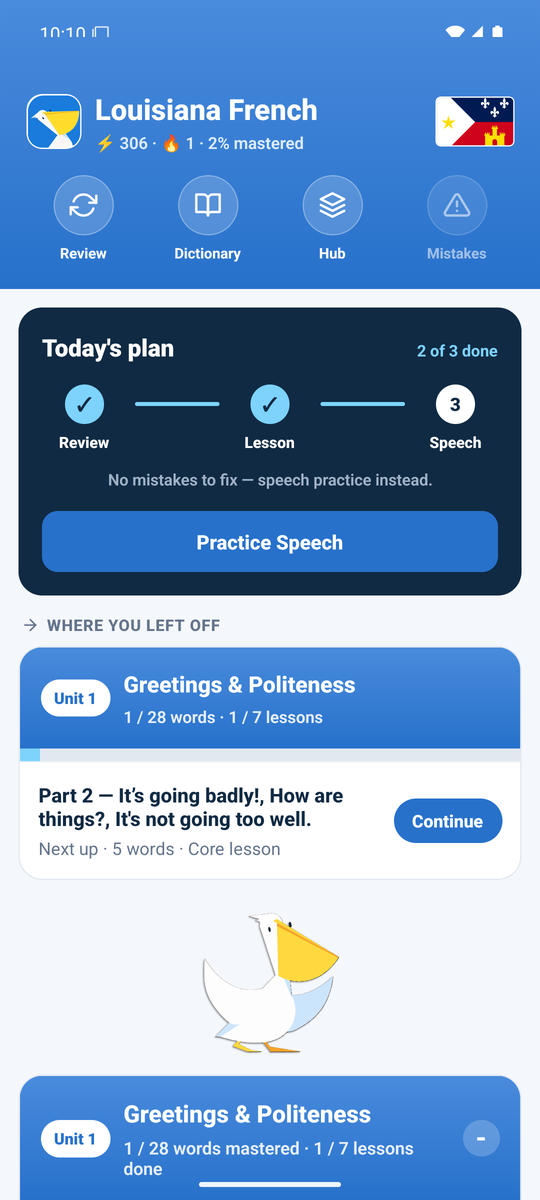 10:10
Louisiana French
⚡ 306 · 🔥 1 · 2% mastered
Review
Dictionary
Hub
Mistakes
Today's plan
2 of 3 done
✓
✓
3
Review
Lesson
Speech
No mistakes to fix — speech practice instead.
Practice Speech
→ WHERE YOU LEFT OFF
Unit 1
Greetings & Politeness
1 / 28 words · 1 / 7 lessons
Part 2 — It’s going badly!, How are
things?, It's not going too well.
Continue
Next up · 5 words · Core lesson
Unit 1
Greetings & Politeness
1 / 28 words mastered · 1 / 7 lessons
done
-